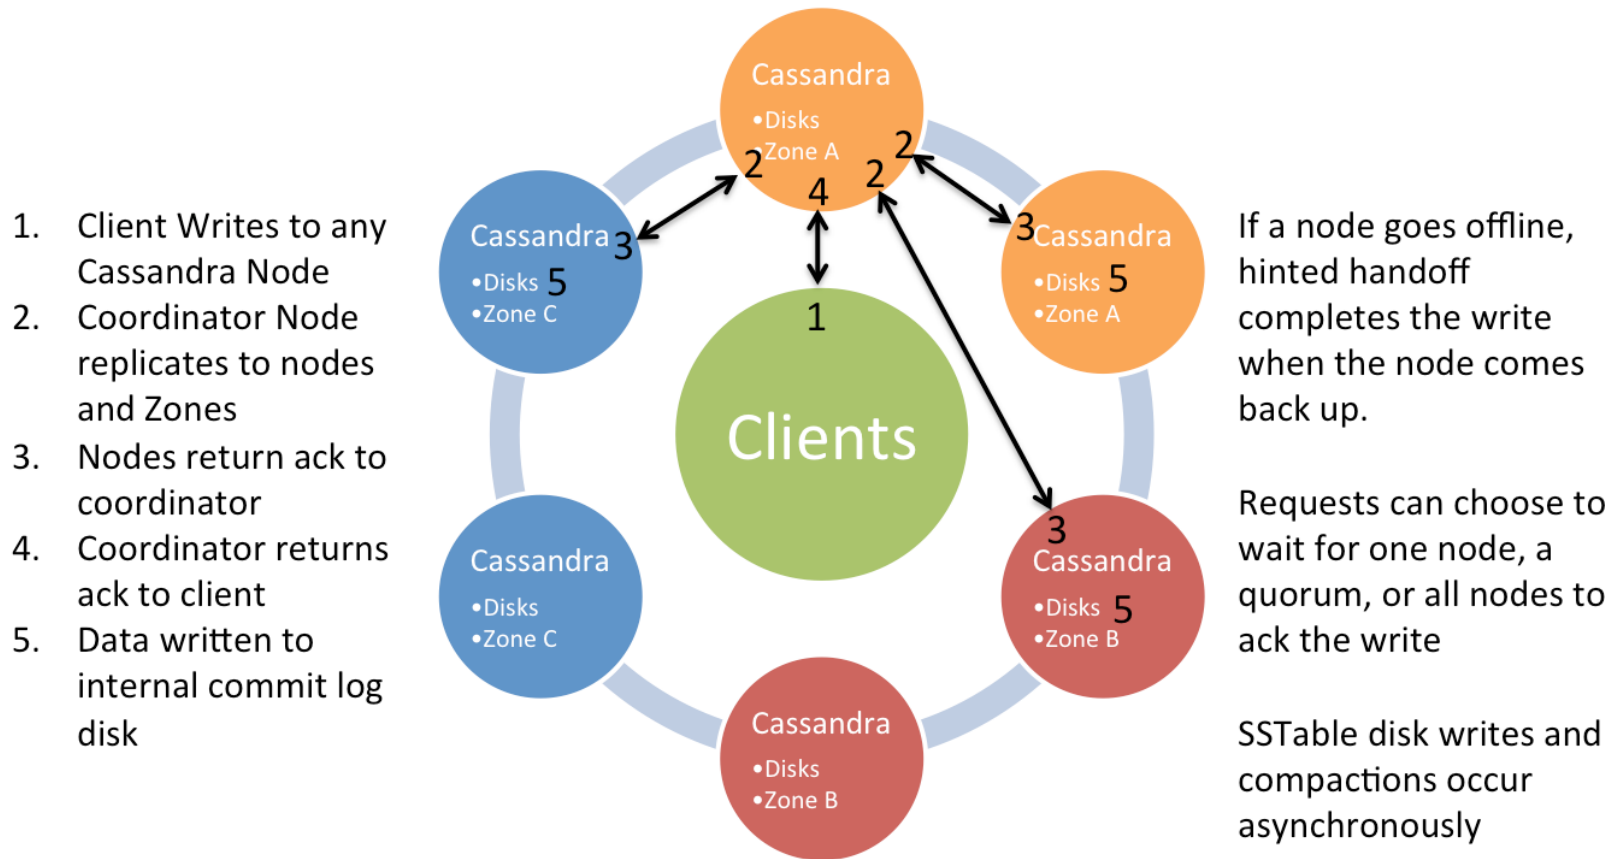 1. Client Writes to any
Cassandra Node
2. Coordinator Node
replicates to nodes
and Zones
3. Nodes return ack to
coordinator
4. Coordinator returns
ack to client
5. Data written to
internal commit log
disk
Cassandra
•Disks
•Zone A
2
4
2
2
Cassandra
3
•Disks 5
•Zone C
3
Cassandra
•Disks 5
•Zone A
1
Clients
Cassandra
•Disks
•Zone C
3
Cassandra
•Disks 5
•Zone B
Cassandra
•Disks
•Zone B
If a node goes offline,
hinted handoff
completes the write
when the node comes
back up.
Requests can choose to
wait for one node, a
quorum, or all nodes to
ack the write
SSTable disk writes and
compactions occur
asynchronously